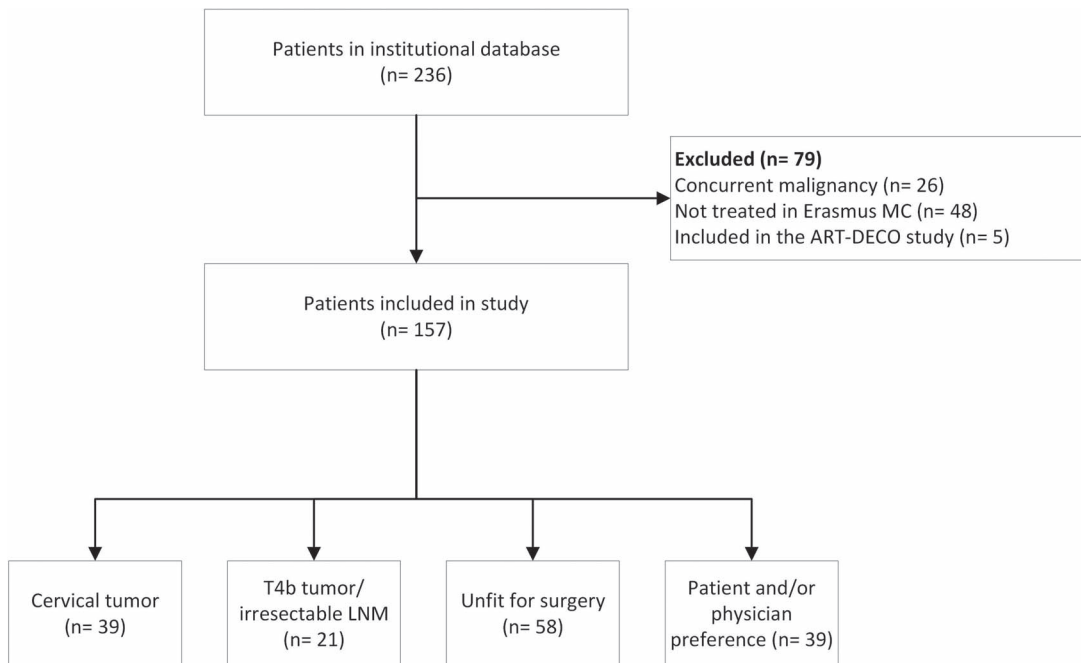 Patients in institutional database
(n= 236)
Excluded (n= 79)
Concurrent malignancy (n= 26)
Not treated in Erasmus MC (n= 48)
Included in the ART-DECO study (n= 5)
Patients included in study
(n= 157)
Cervical tumor
(n= 39)
T4b tumor/
irresectable LNM
(n= 21)
Unfit for surgery
(n= 58)
Patient and/or
physician
preference (n= 39)